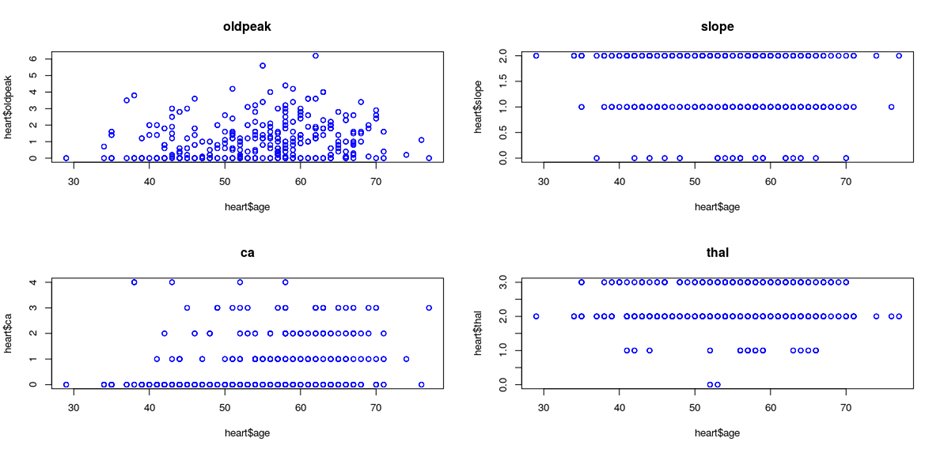 oldpeak
heart$oldpeak
6
5
4
3
2
1
0
30 40 50 60 70
heart$age
slope
heart$slope
2.0
1.5
1.0
0.5
0.0
30 40 50 60 70
heart$age
ca
heart$ca
4
3
2
1
0
30 40 50 60 70
heart$age
thal
heart$thal
3.0
2.0
1.0
0.0
30 40 50 60 70
heart$age